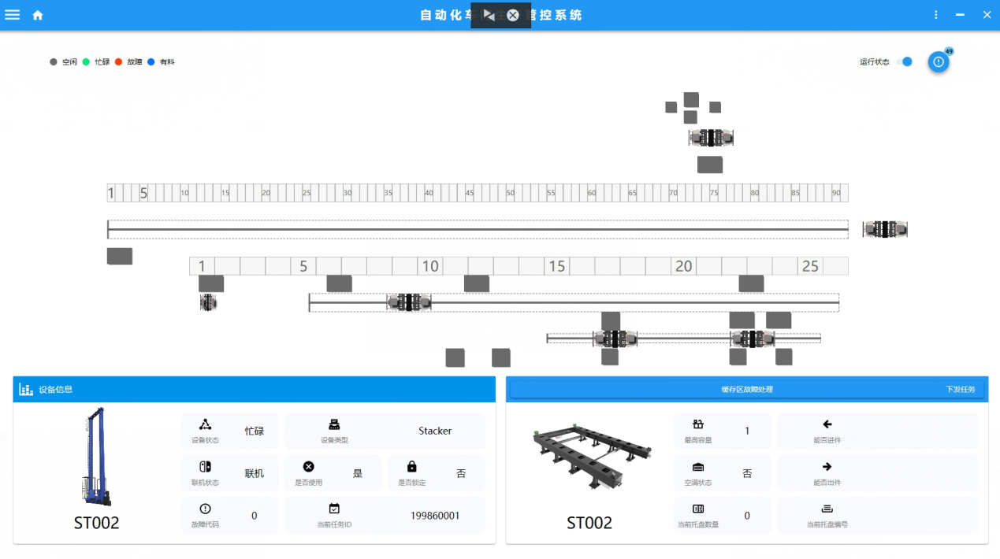 自动化车 生 管控系统
空闲 忙碌 故障 有料
运行状态
49
1 5 10 15 20 25 30 35 40 45 50 55 60 65 70 75 80 85 90
1 5 10 15 20 25
设备信息
设备状态 忙碌 设备类型 Stacker
联机状态 联机 是否使用 是 是否锁定 否
故障代码 0 当前任务ID 199860001
ST002
缓存区故障处理 下发任务
最高容量 1 能否进件
空满状态 否 能否出件
当前托盘数量 0 当前托盘编号
ST002